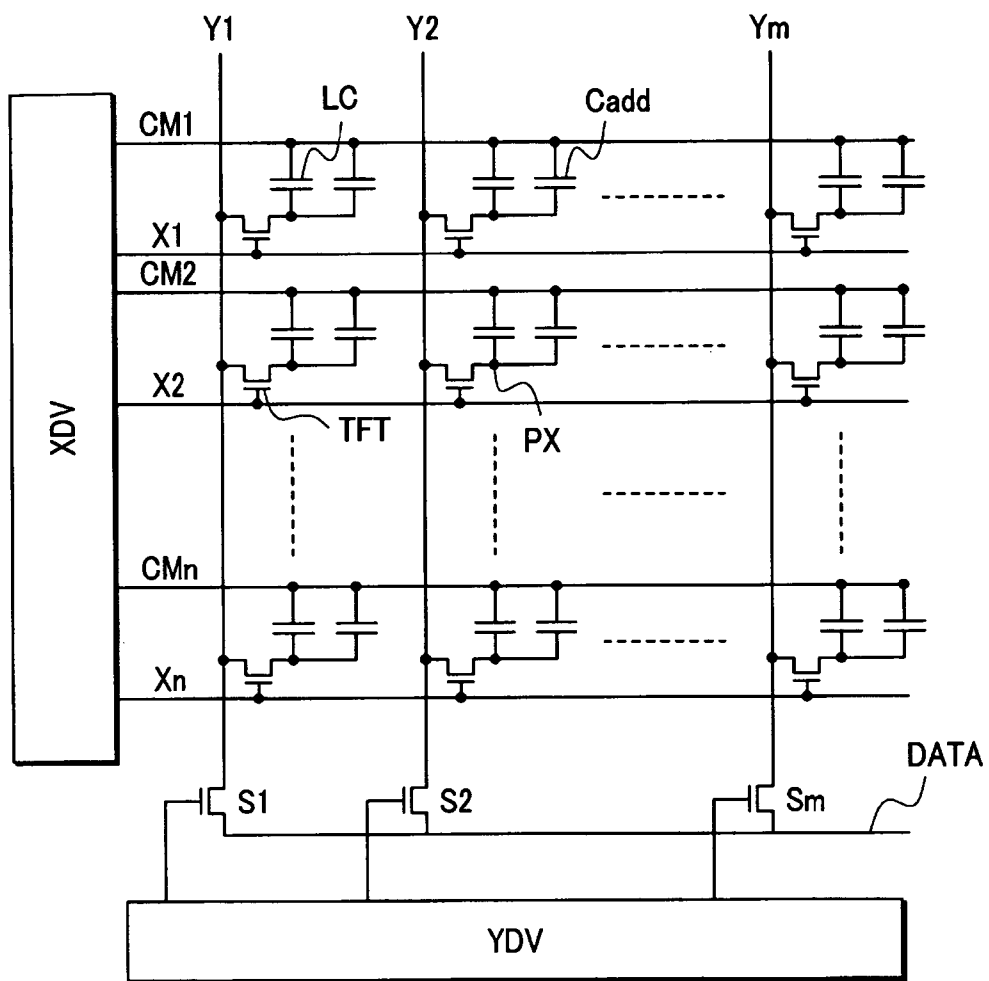 Y1 Y2 Ym
LC Cadd
CM1
X1
CM2
X2
TFT PX
XDV
CMn
Xn
DATA
S1 S2 Sm
YDV